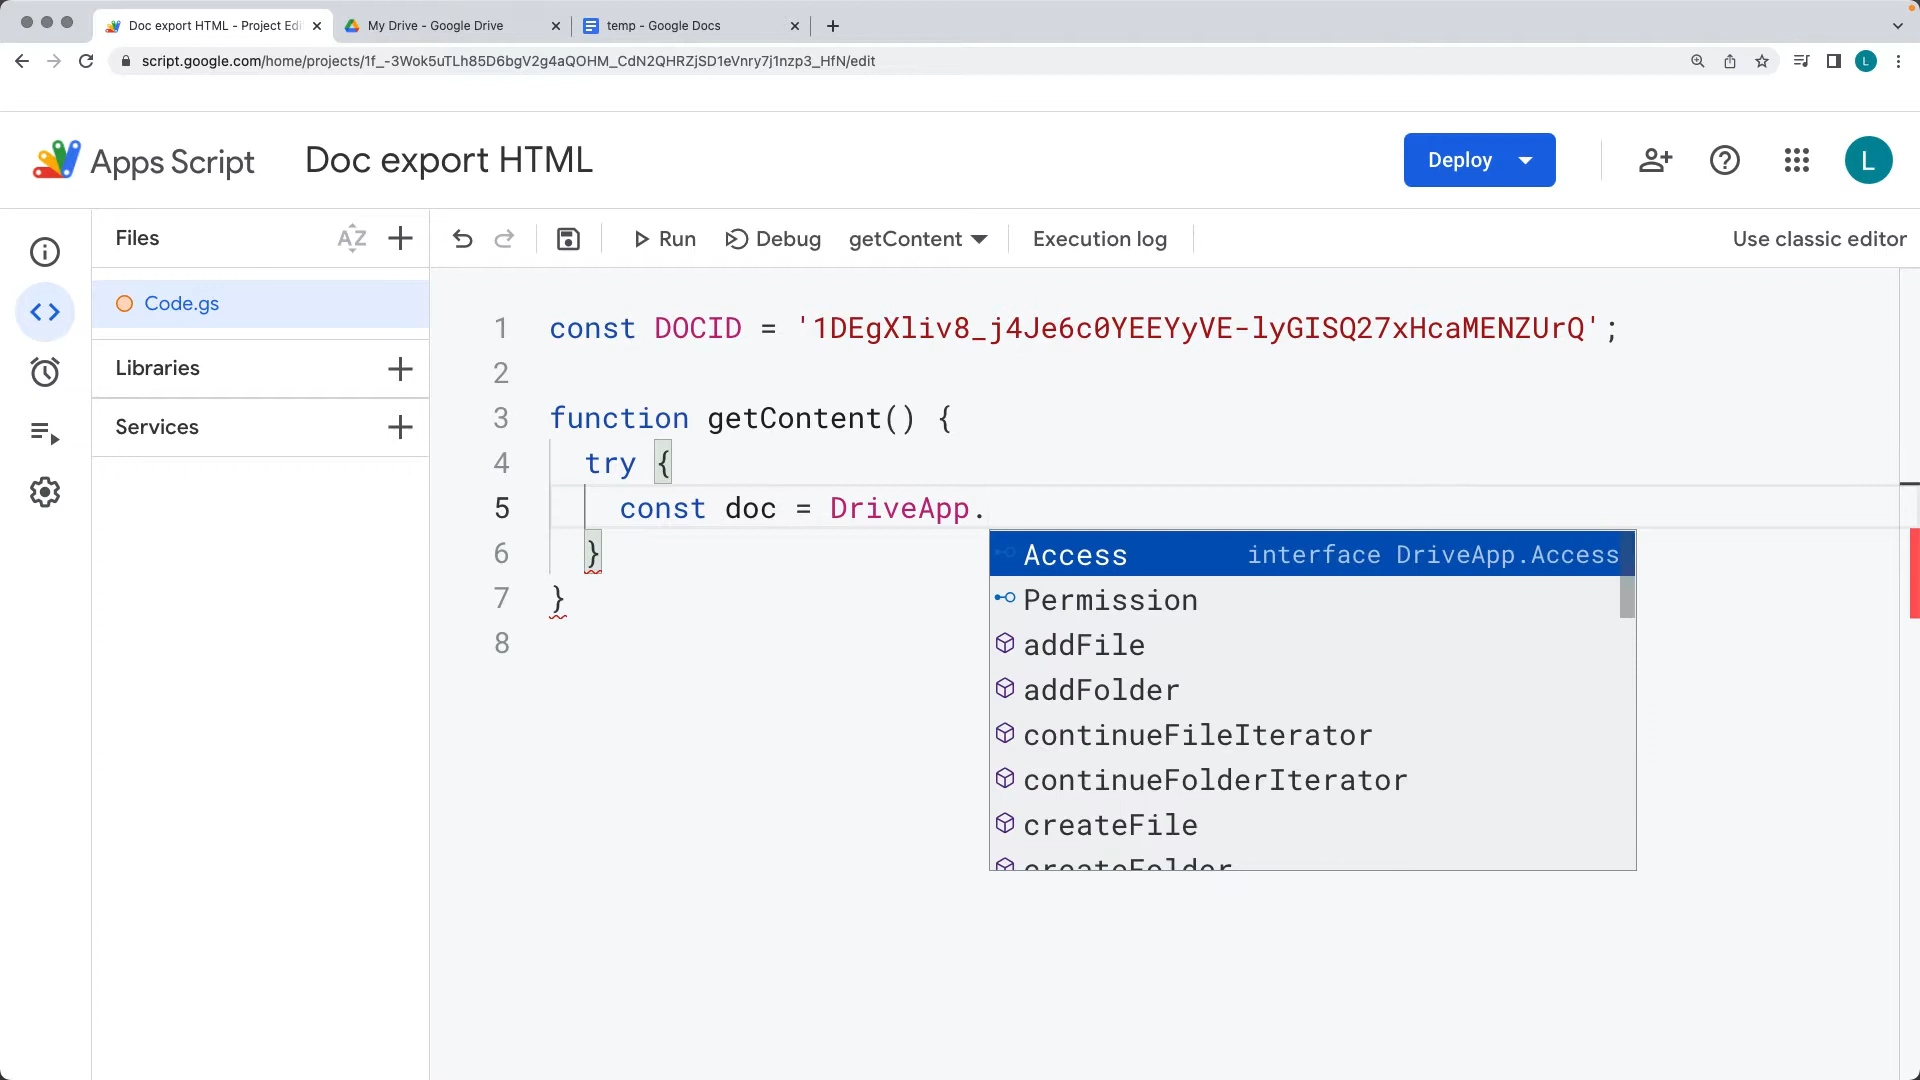 Doc export HTML - Project Edi
My Drive - Google Drive
temp - Google Docs
script.google.com/home/projects/1f_-3Wok5uTLh85D6bgV2g4aQOHM_CdN2QHRZjSD1eVnry7j1nzp3_HfN/edit
L
Apps Script
Doc export HTML
Deploy
L
Files
AZ
Run
Debug
getContent
Execution log
Use classic editor
Code.gs
Libraries
Services
1 const DOCID = '1DEgXliv8_j4Je6c0YEEYyVE-lyGISQ27xHcaMENZUrQ';
2
3 function getContent() {
4 try {
5 const doc = DriveApp.
6 }
7 }
8
Access interface DriveApp.Access
Permission
addFile
addFolder
continueFileIterator
continueFolderIterator
createFile
createFolder